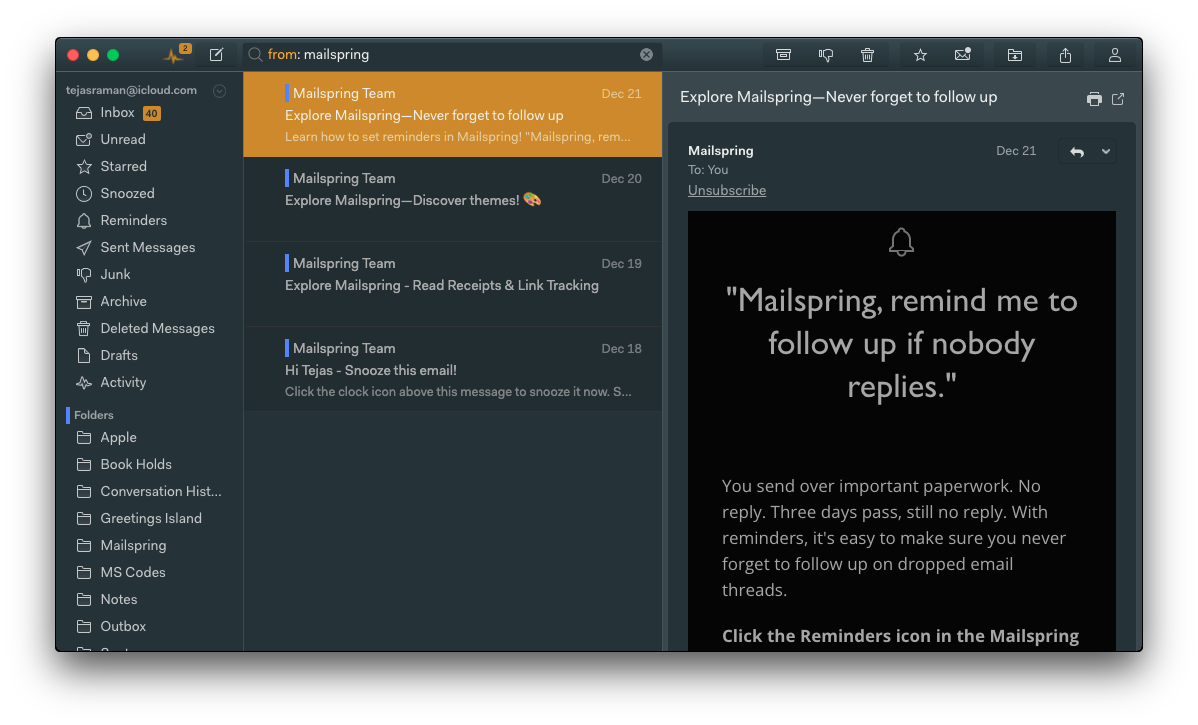 2
from: mailspring
tejasraman@icloud.com
Inbox 40
Unread
Starred
Snoozed
Reminders
Sent Messages
Junk
Archive
Deleted Messages
Drafts
Activity
Folders
Apple
Book Holds
Conversation Hist...
Greetings Island
Mailspring
MS Codes
Notes
Outbox
Mailspring Team Dec 21
Explore Mailspring—Never forget to follow up
Learn how to set reminders in Mailspring! "Mailspring, rem...
Mailspring Team Dec 20
Explore Mailspring—Discover themes! 🎨
Mailspring Team Dec 19
Explore Mailspring - Read Receipts & Link Tracking
Mailspring Team Dec 18
Hi Tejas - Snooze this email!
Click the clock icon above this message to snooze it now. S...
Explore Mailspring—Never forget to follow up
Mailspring Dec 21
To: You
Unsubscribe
"Mailspring, remind me to
follow up if nobody
replies."
You send over important paperwork. No
reply. Three days pass, still no reply. With
reminders, it's easy to make sure you never
forget to follow up on dropped email
threads.
Click the Reminders icon in the Mailspring